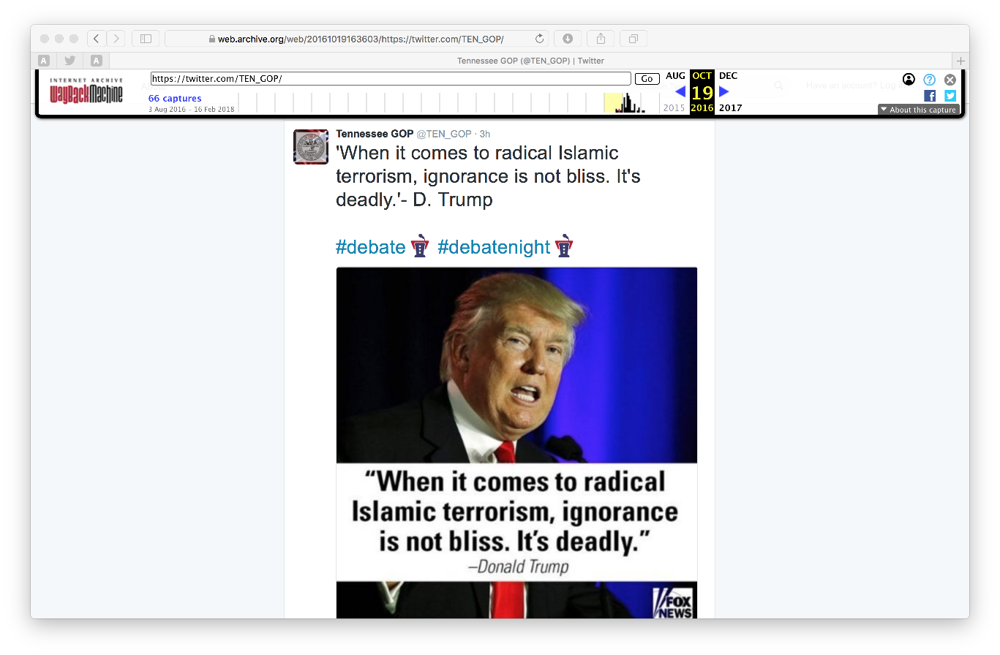 web.archive.org/web/20161019163603/https://twitter.com/TEN_GOP/
A
A
Tennessee GOP (@TEN_GOP) | Twitter
INTERNET ARCHIVE
WayBackMachine
https://twitter.com/TEN_GOP/
Go
AUG OCT DEC
66 captures
19
3 Aug 2016 – 16 Feb 2018
2015 2016 2017
Have an account? Log
f
About this capture
Tennessee GOP @TEN_GOP · 3h
'When it comes to radical Islamic
terrorism, ignorance is not bliss. It's
deadly.'- D. Trump
#debate #debatenight
“When it comes to radical
Islamic terrorism, ignorance
is not bliss. It’s deadly.”
–Donald Trump
FOX
NEWS